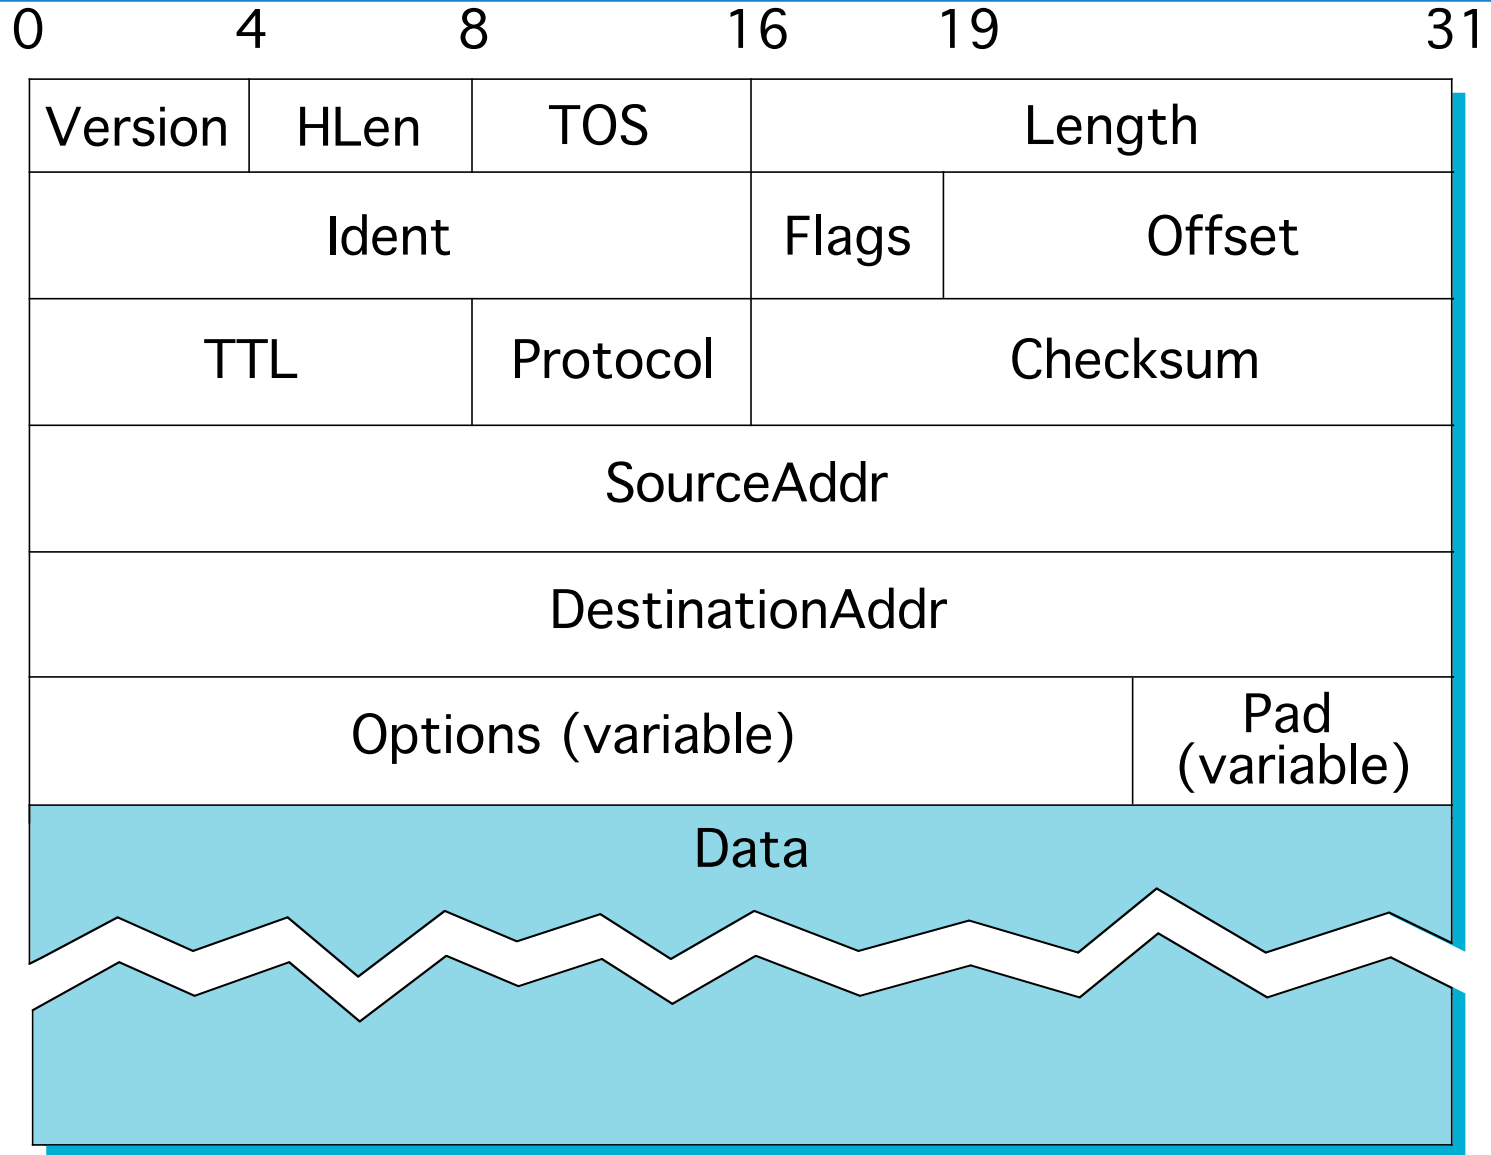 0 4 8 16 19 31
Version HLen TOS Length
Ident Flags Offset
TTL Protocol Checksum
SourceAddr
DestinationAddr
Options (variable) Pad
(variable)
Data